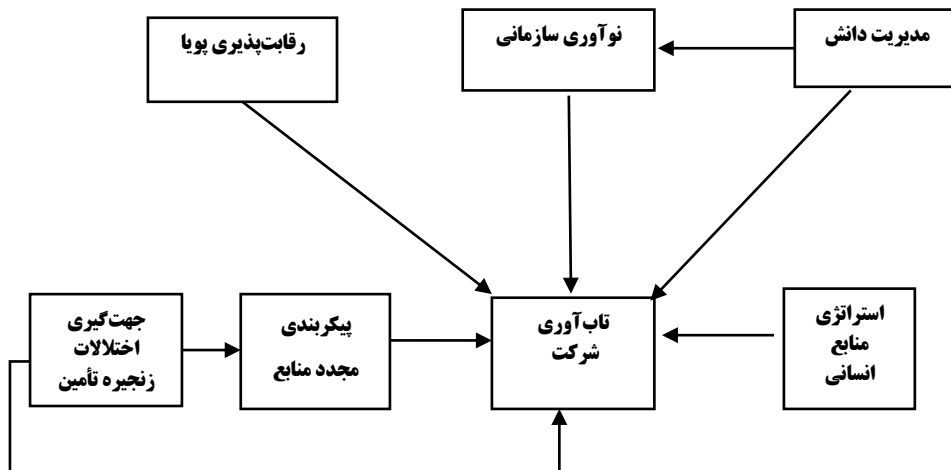 مدیریت دانش
نوآوری سازمانی
رقابت‌پذیری پویا
استراتژی
منابع
انسانی
تاب‌آوری
شرکت
پیکربندی
مجدد منابع
جهت‌گیری
اختلالات
زنجیره تأمین